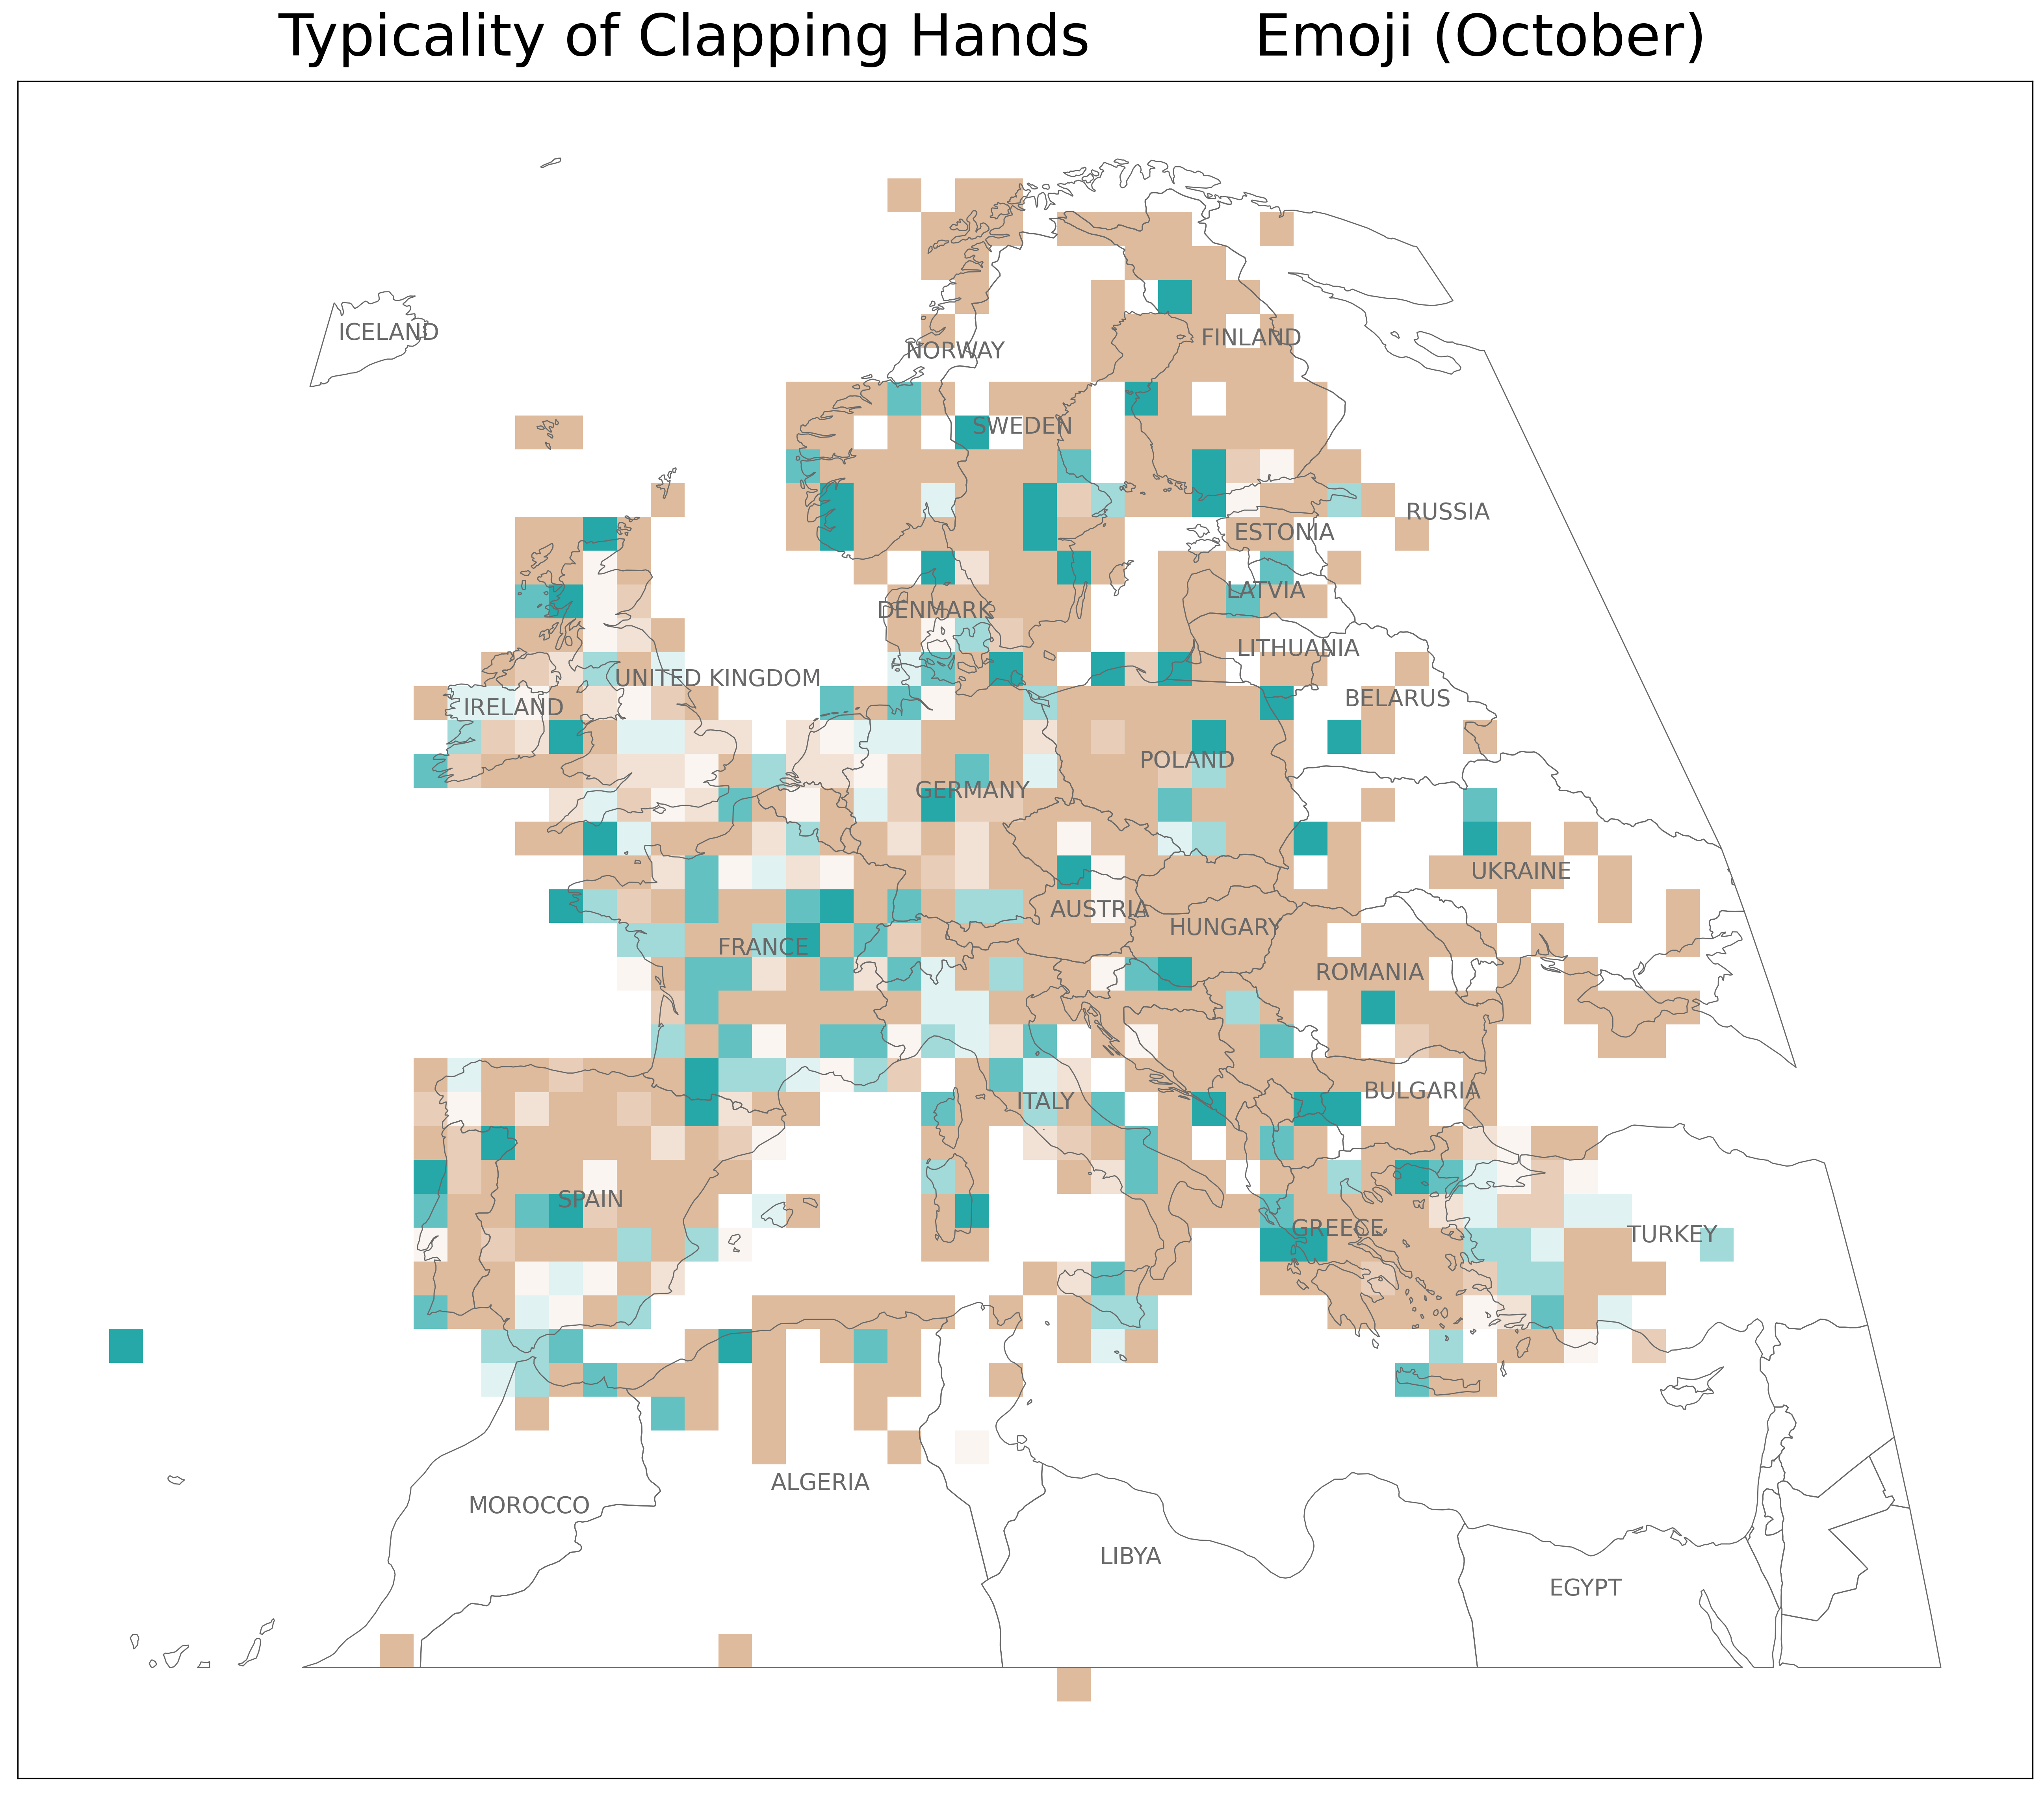 Typicality of Clapping Hands Emoji (October)
ICELAND
NORWAY
FINLAND
SWEDEN
RUSSIA
ESTONIA
LATVIA
DENMARK
LITHUANIA
UNITED KINGDOM
BELARUS
IRELAND
POLAND
GERMANY
UKRAINE
AUSTRIA
HUNGARY
FRANCE
ROMANIA
BULGARIA
ITALY
SPAIN
GREECE
TURKEY
ALGERIA
MOROCCO
LIBYA
EGYPT